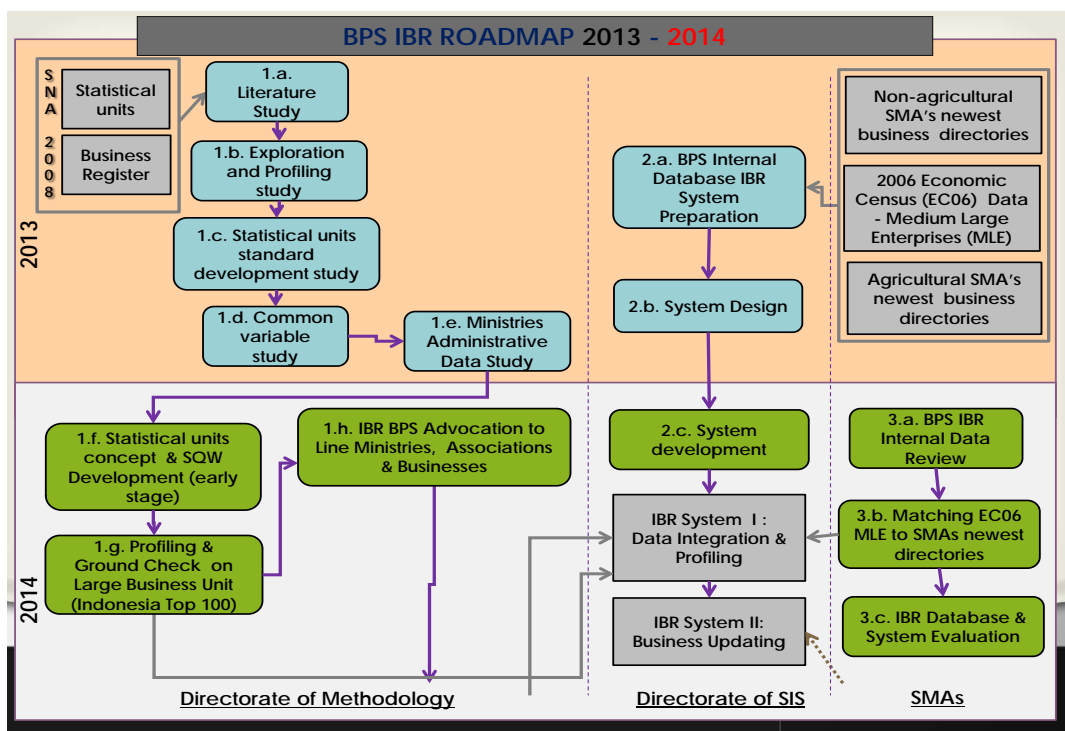 BPS IBR ROADMAP 2013 - 2014
SNA 2008
Statistical
units
Business
Register
1.a.
Literature
Study
1.b. Exploration
and Profiling
study
1.c. Statistical units
standard
development study
1.d. Common
variable
study
1.e. Ministries
Administrative
Data Study
2.a. BPS Internal
Database IBR
System
Preparation
2.b. System Design
Non-agricultural
SMA's newest
business directories
2006 Economic
Census (EC06) Data
- Medium Large
Enterprises (MLE)
Agricultural SMA's
newest business
directories
2013
1.f. Statistical units
concept & SQW
Development (early
stage)
1.g. Profiling &
Ground Check on
Large Business Unit
(Indonesia Top 100)
1.h. IBR BPS Advocation to
Line Ministries, Associations
& Businesses
2.c. System
development
IBR System I :
Data Integration &
Profiling
IBR System II:
Business Updating
3.a. BPS IBR
Internal Data
Review
3.b. Matching EC06
MLE to SMAs newest
directories
3.c. IBR Database &
System Evaluation
2014
Directorate of Methodology
Directorate of SIS
SMAs